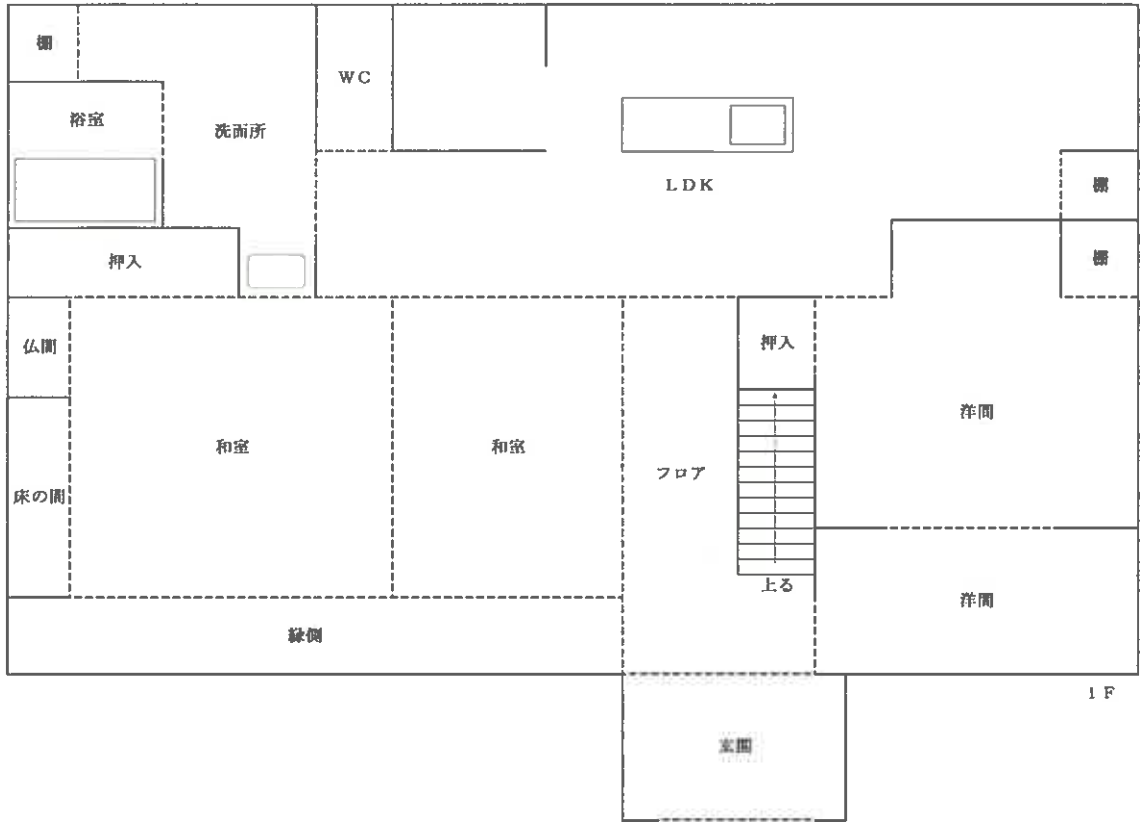 棚
WC
浴室
洗面所
LDK
棚
押入
棚
仏間
押入
和室
和室
フロア
洋間
床の間
上る
洋間
縁側
1F
玄関